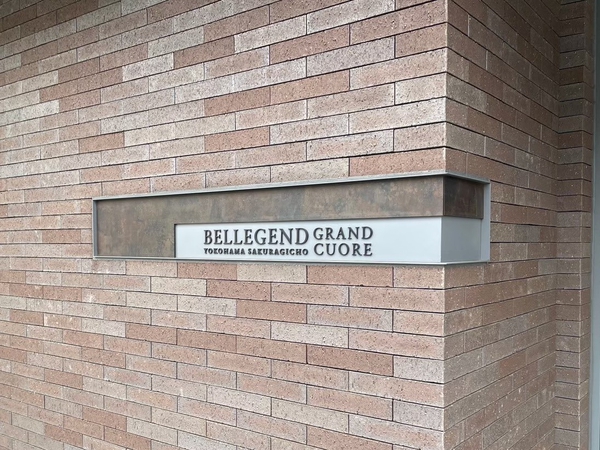 BELLEGEND GRAND
YOKOHAMA SAKURAGICHO CUORE